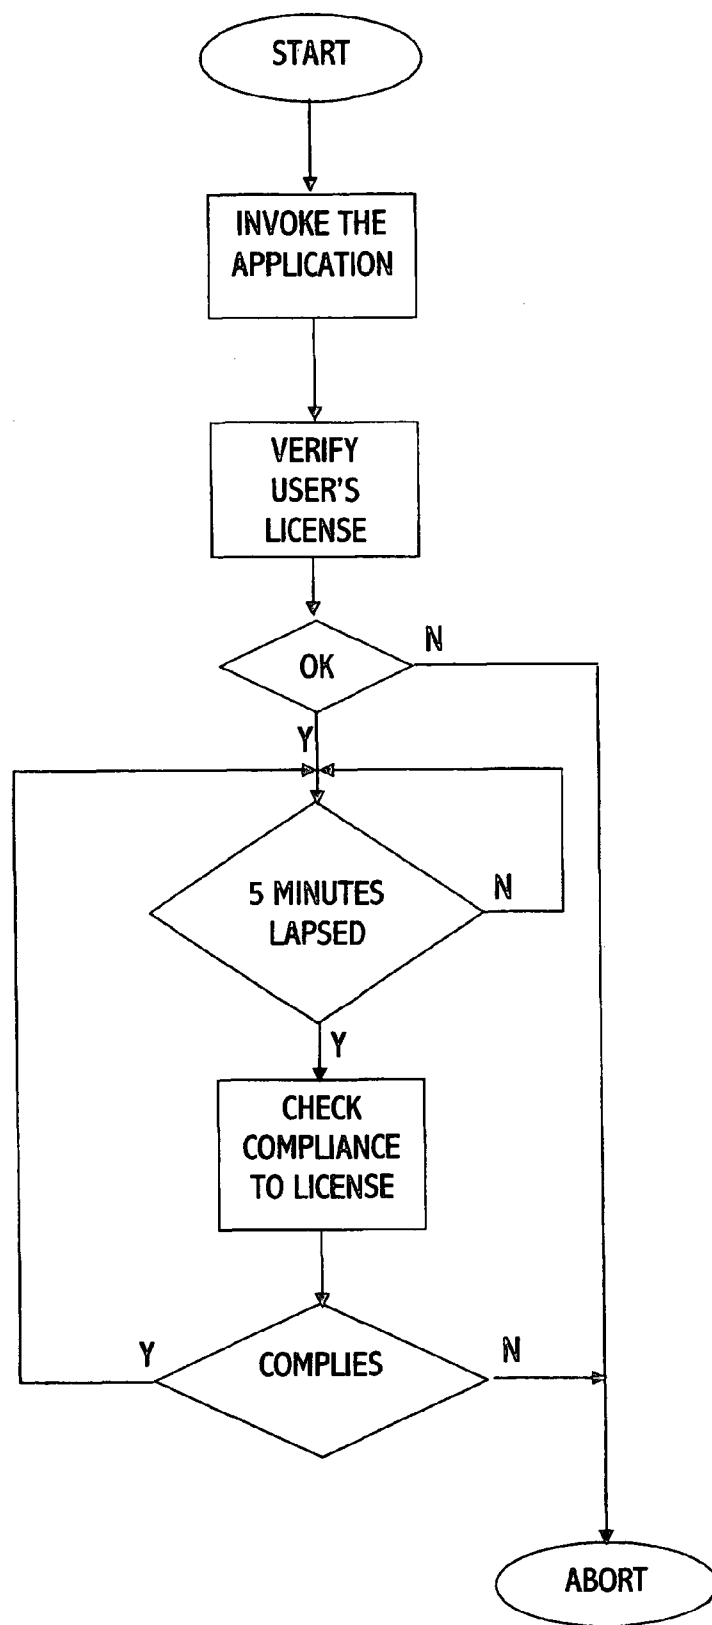 START
INVOKE THE
APPLICATION
VERIFY
USER'S
LICENSE
OK
N
Y
5 MINUTES
LAPSED
N
Y
CHECK
COMPLIANCE
TO LICENSE
Y
COMPLIES
N
ABORT